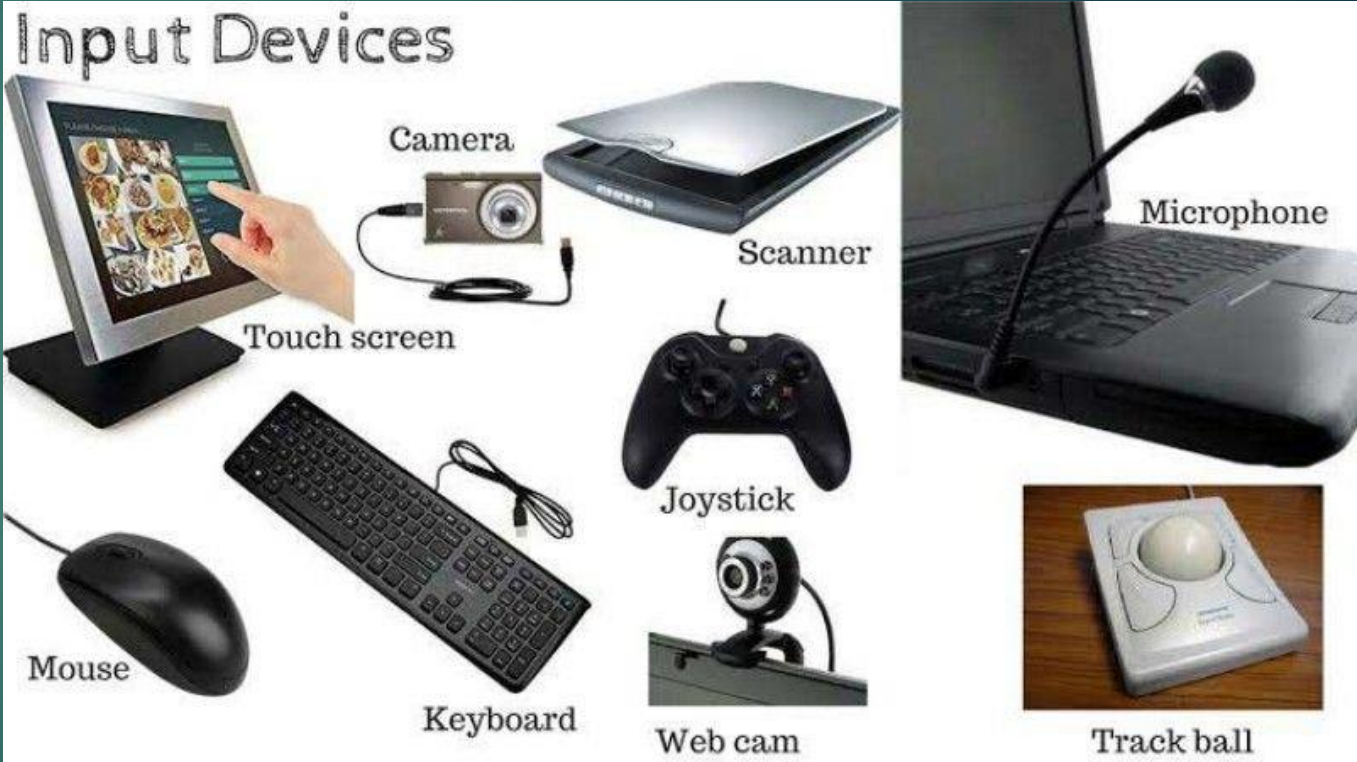 Input Devices
Camera
Scanner
Microphone
Touch screen
Joystick
Mouse
Keyboard
Web cam
Track ball